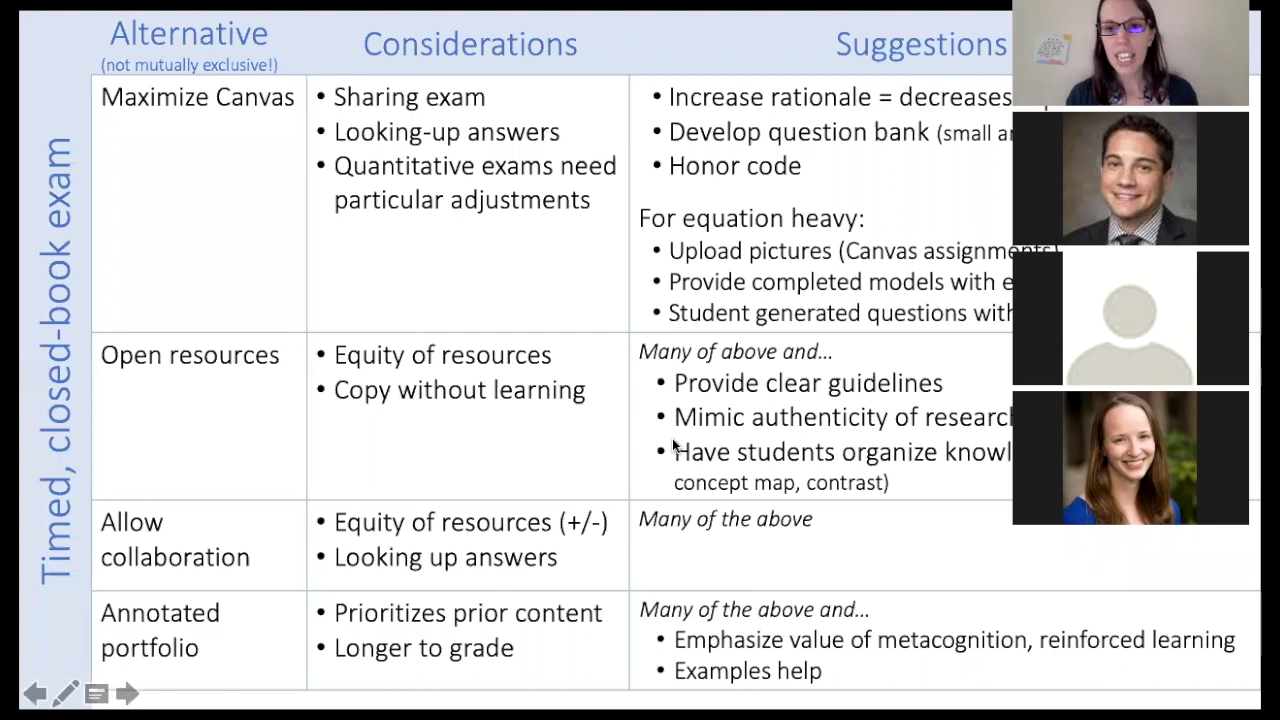 Timed, closed-book exam
Alternative
(not mutually exclusive!)
Considerations
Suggestions
Maximize Canvas
• Sharing exam
• Looking-up answers
• Quantitative exams need
particular adjustments
• Increase rationale = decreases
• Develop question bank (small
• Honor code
For equation heavy:
• Upload pictures (Canvas assignments)
• Provide completed models with
• Student generated questions with
Open resources
• Equity of resources
• Copy without learning
Many of above and…
• Provide clear guidelines
• Mimic authenticity of research
• Have students organize
concept map, contrast)
Allow
collaboration
• Equity of resources (+/-)
• Looking up answers
Many of the above
Annotated
portfolio
• Prioritizes prior content
• Longer to grade
Many of the above and…
• Emphasize value of metacognition, reinforced learning
• Examples help